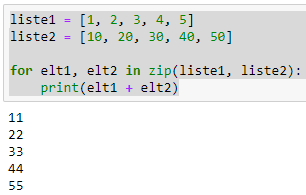 liste1 = [1, 2, 3, 4, 5]
liste2 = [10, 20, 30, 40, 50]
for elt1, elt2 in zip(liste1, liste2):
    print(elt1 + elt2)
11
22
33
44
55